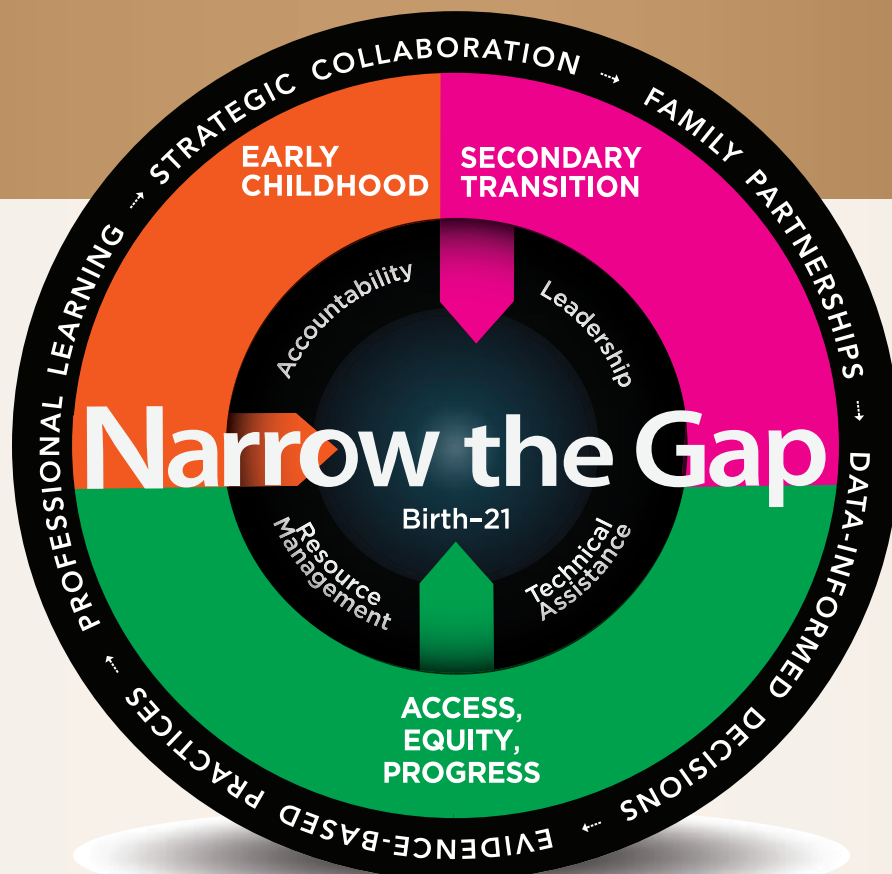 STRATEGIC COLLABORATION → FAMILY PARTNERSHIPS → DATA-INFORMED DECISIONS → EVIDENCE-BASED PRACTICES → PROFESSIONAL LEARNING →
EARLY
CHILDHOOD
SECONDARY
TRANSITION
Accountability
Leadership
Narrow the Gap
Birth–21
Resource
Management
Technical
Assistance
ACCESS,
EQUITY,
PROGRESS